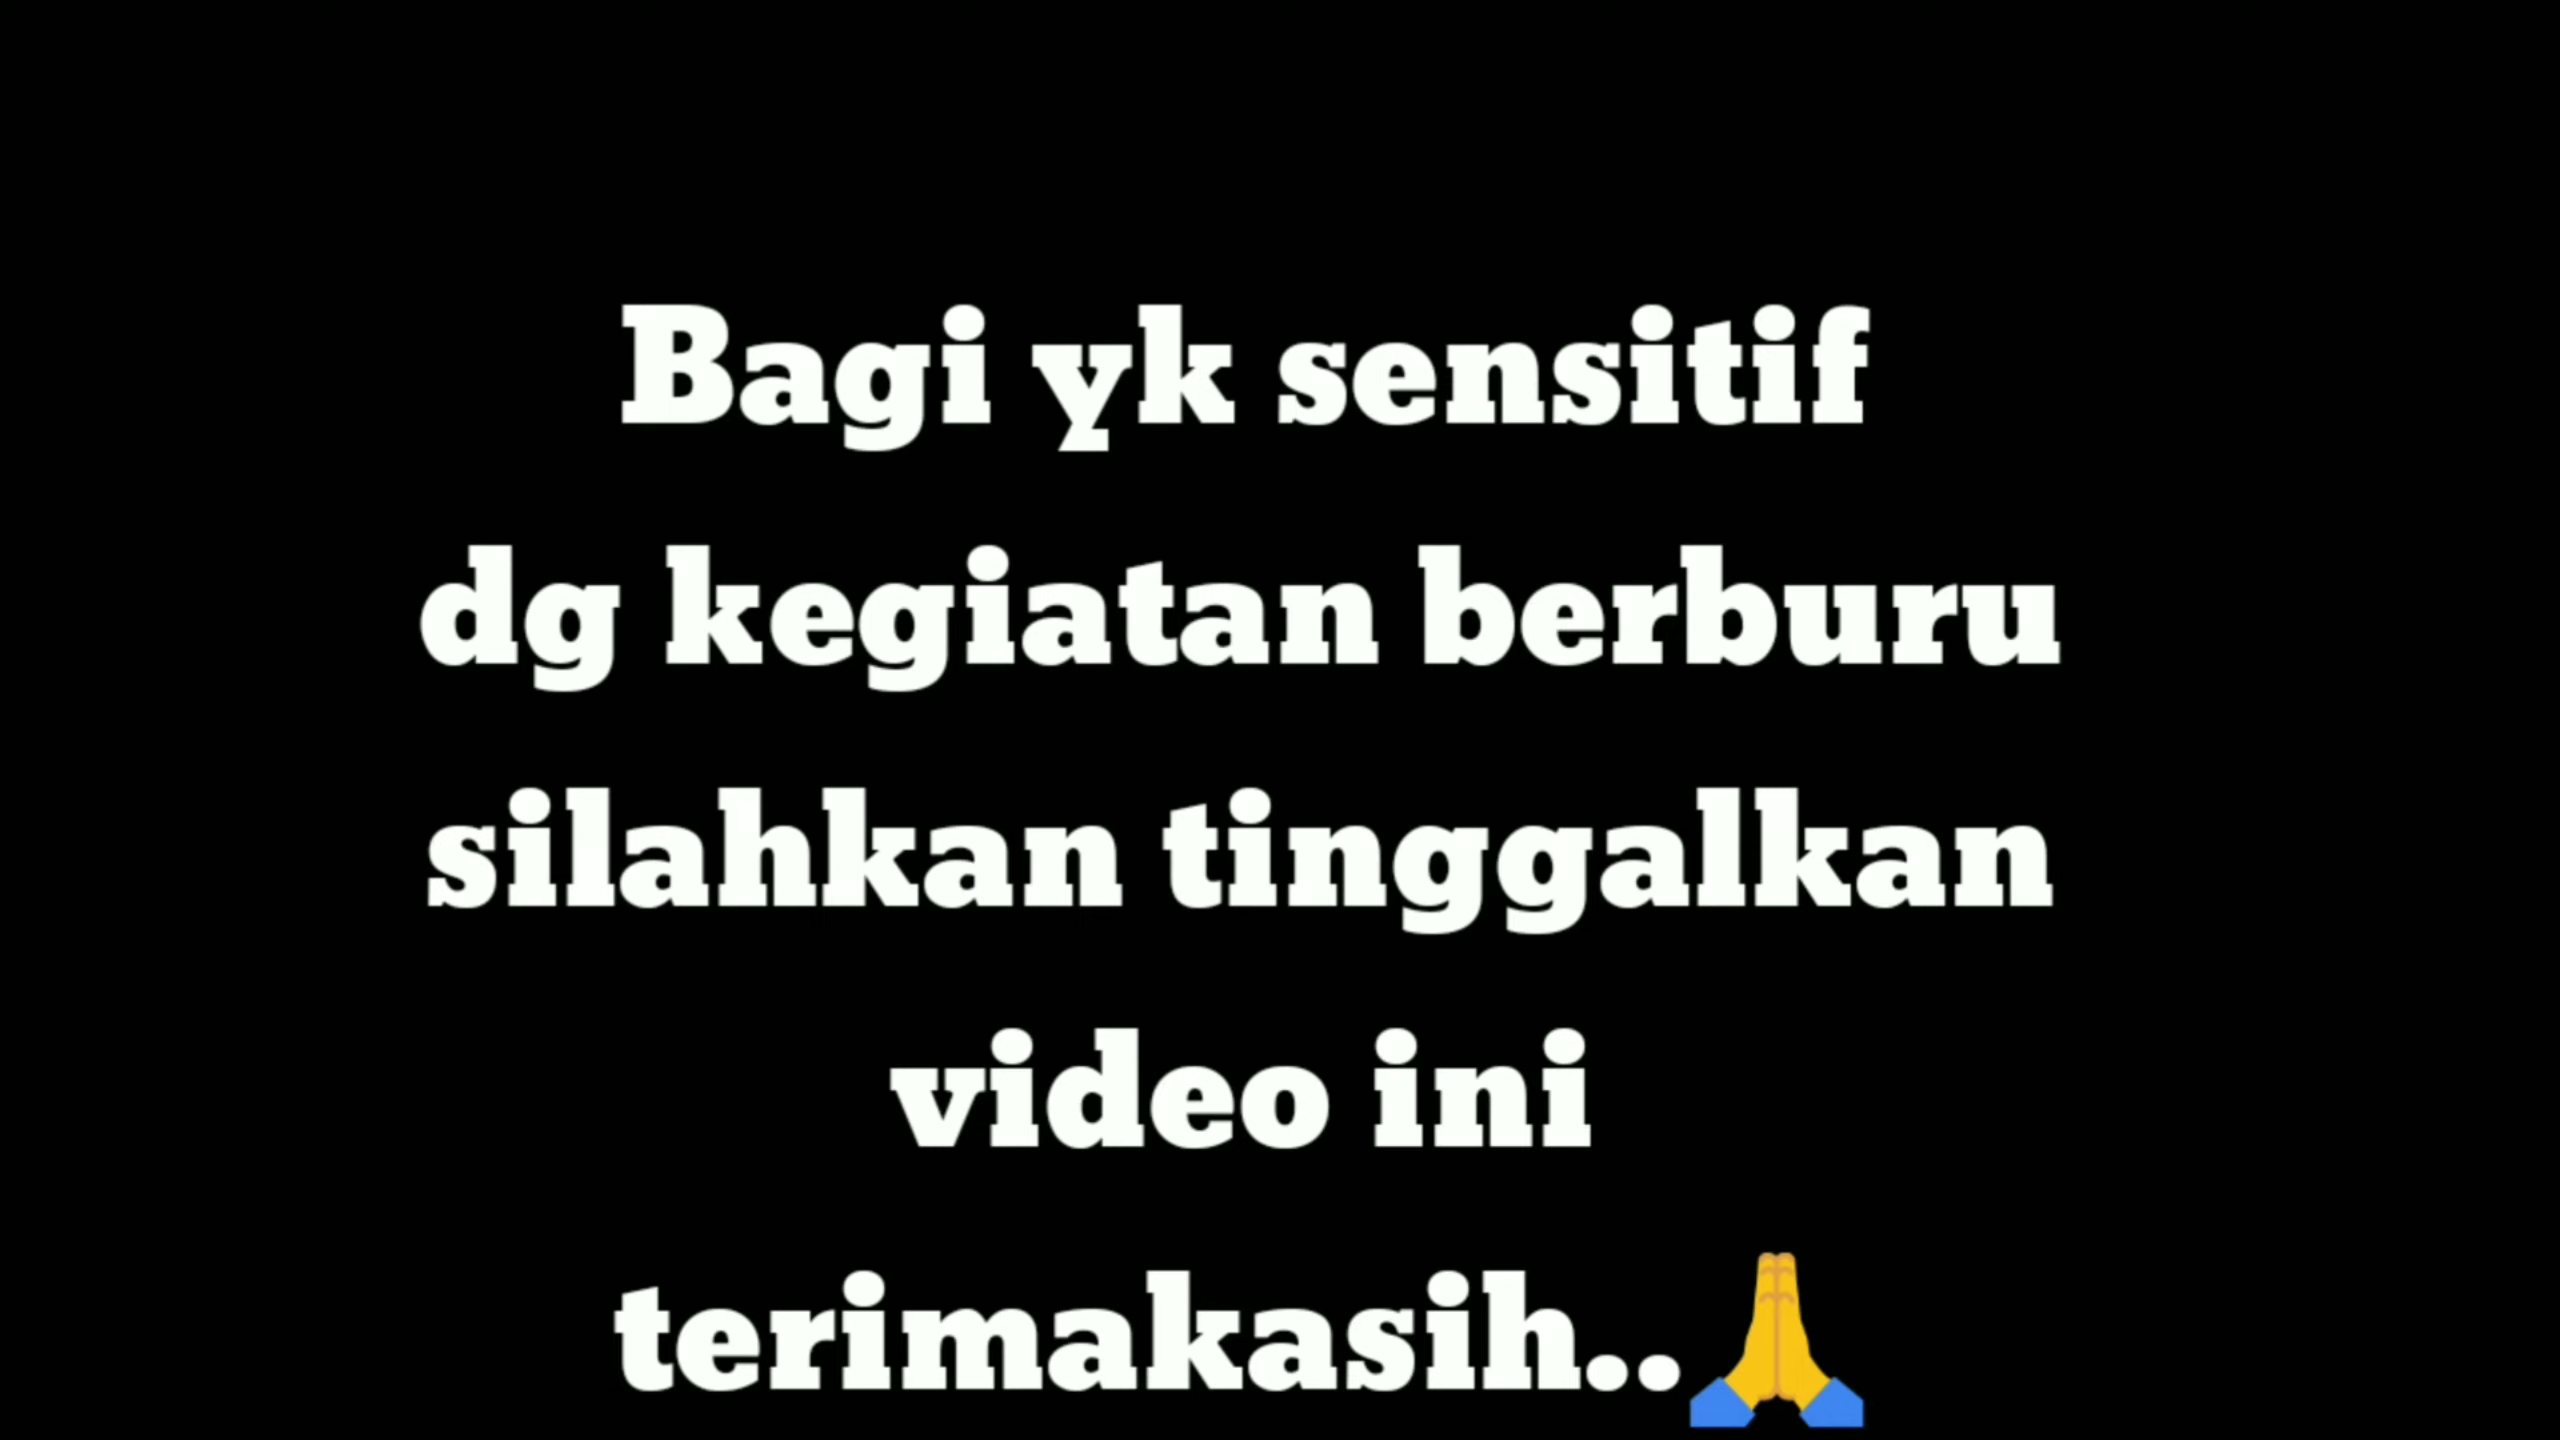 Bagi yk sensitif
dg kegiatan berburu
silahkan tinggalkan
video ini
terimakasih..🙏